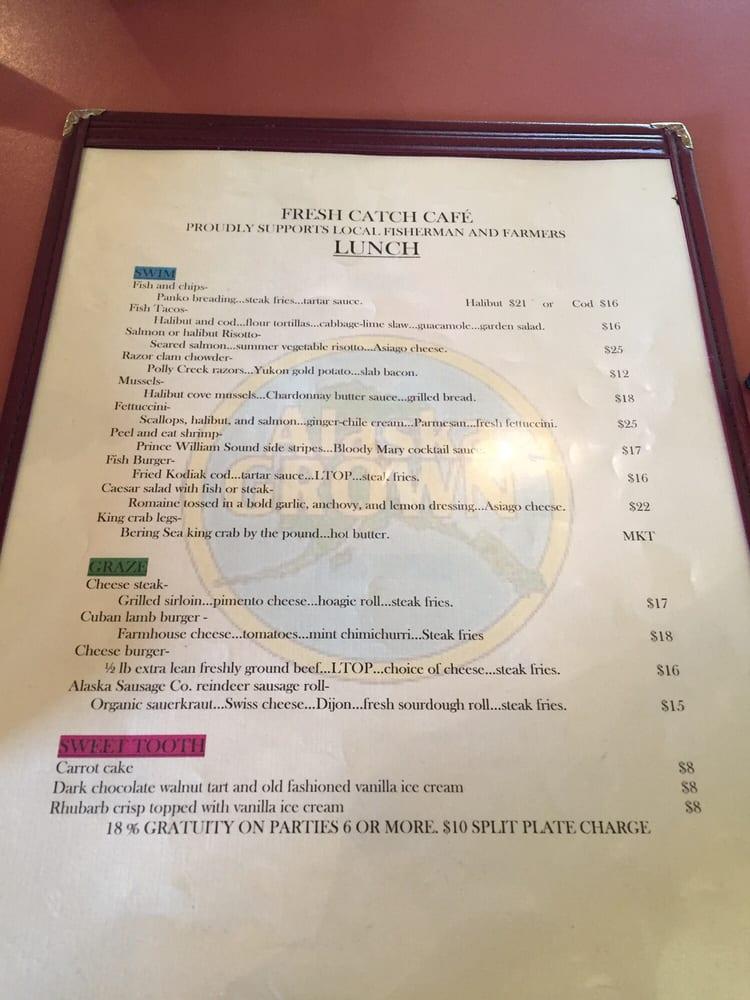 FRESH CATCH CAFÉ
PROUDLY SUPPORTS LOCAL FISHERMAN AND FARMERS
LUNCH
SWIM
Fish and chips-
Panko breading...steak fries...tartar sauce. Halibut $21 or Cod $16
Fish Tacos-
Halibut and cod...flour tortillas...cabbage-lime slaw...guacamole...garden salad. $16
Salmon or halibut Risotto-
Seared salmon...summer vegetable risotto...Asiago cheese. $25
Razor clam chowder-
Polly Creek razors...Yukon gold potato...slab bacon. $12
Mussels-
Halibut cove mussels...Chardonnay butter sauce...grilled bread. $18
Fettuccini-
Scallops, halibut, and salmon...ginger-chile cream...Parmesan...fresh fettuccini. $25
Peel and eat shrimp-
Prince William Sound side stripes...Bloody Mary cocktail sauce. $17
Fish Burger-
Fried Kodiak cod...tartar sauce...LTOP...steak fries. $16
Caesar salad with fish or steak-
Romaine tossed in a bold garlic, anchovy, and lemon dressing...Asiago cheese. $22
King crab legs-
Bering Sea king crab by the pound...hot butter. MKT
Alaska
GROWN
GRAZE
Cheese steak-
Grilled sirloin...pimento cheese...hoagie roll...steak fries. $17
Cuban lamb burger -
Farmhouse cheese...tomatoes...mint chimichurri...Steak fries $18
Cheese burger-
½ lb extra lean freshly ground beef...LTOP...choice of cheese...steak fries. $16
Alaska Sausage Co. reindeer sausage roll-
Organic sauerkraut...Swiss cheese...Dijon...fresh sourdough roll...steak fries. $15
SWEET TOOTH
Carrot cake $8
Dark chocolate walnut tart and old fashioned vanilla ice cream $8
Rhubarb crisp topped with vanilla ice cream $8
18 % GRATUITY ON PARTIES 6 OR MORE. $10 SPLIT PLATE CHARGE